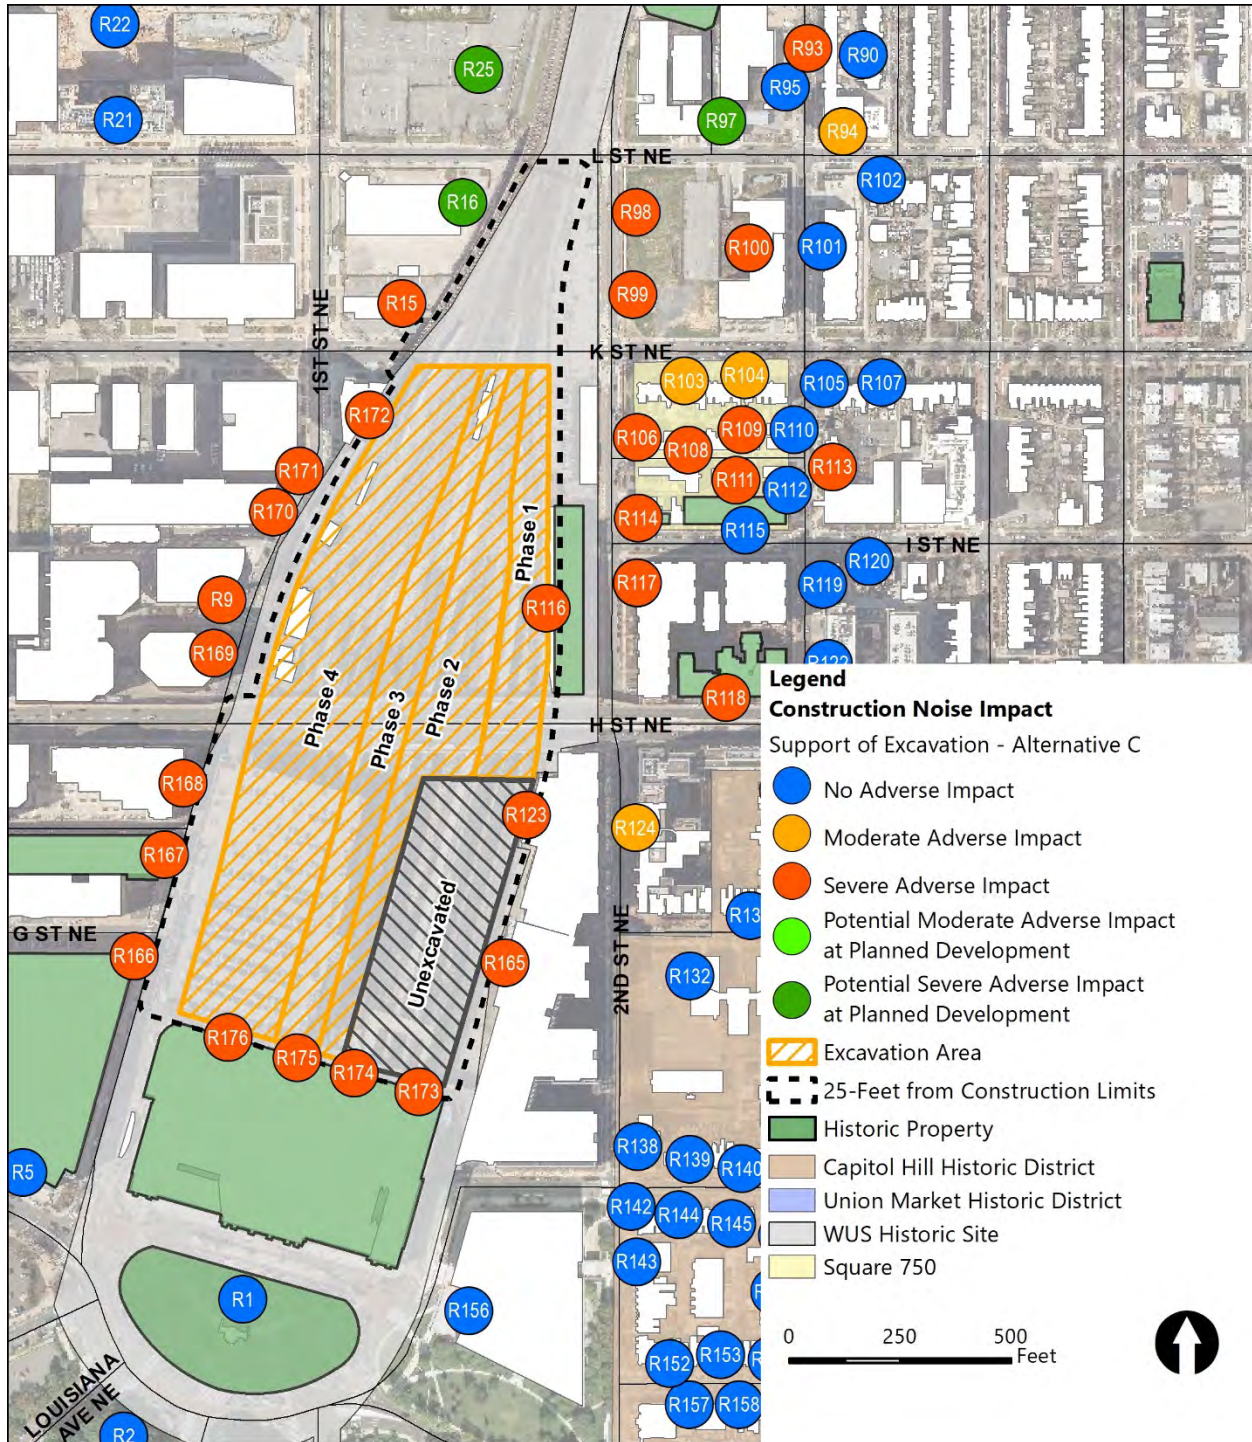 R22
R93
R90
R25
R95
R21
R97
R94
L ST NE
R102
R16
R98
R100
R101
R99
R15
1ST ST NE
K ST NE
R103
R104
R105
R107
R172
R106
R109
R110
R108
R113
R171
R111
R112
R170
R114
R115
Phase 1
I ST NE
R120
R117
R119
R9
R116
R169
R122
R118
Phase 4
Phase 3
Phase 2
H ST NE
R168
R123
R124
R167
Unexcavated
2ND ST NE
G ST NE
R166
R165
R132
R176
R175
R174
R173
R138
R139
R140
R5
R142
R144
R145
R143
R1
R156
R152
R153
R157
R158
LOUISIANA
AVE NE
R2
Legend
Construction Noise Impact
Support of Excavation - Alternative C
No Adverse Impact
Moderate Adverse Impact
Severe Adverse Impact
Potential Moderate Adverse Impact
at Planned Development
Potential Severe Adverse Impact
at Planned Development
Excavation Area
25-Feet from Construction Limits
Historic Property
Capitol Hill Historic District
Union Market Historic District
WUS Historic Site
Square 750
0 250 500
Feet